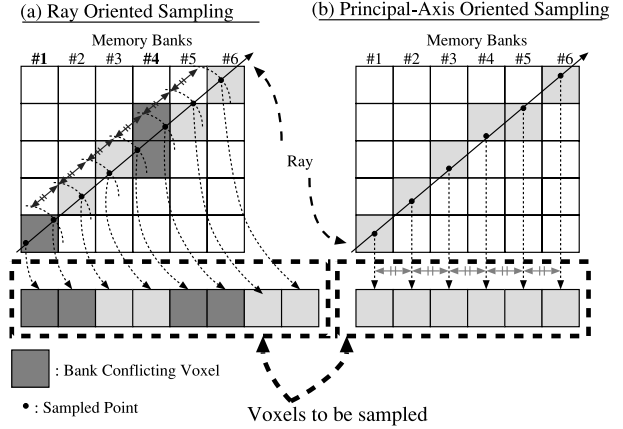 (a) Ray Oriented Sampling
(b) Principal-Axis Oriented Sampling
Memory Banks
#1 #2 #3 #4 #5 #6
Memory Banks
#1 #2 #3 #4 #5 #6
Ray
: Bank Conflicting Voxel
: Sampled Point
Voxels to be sampled